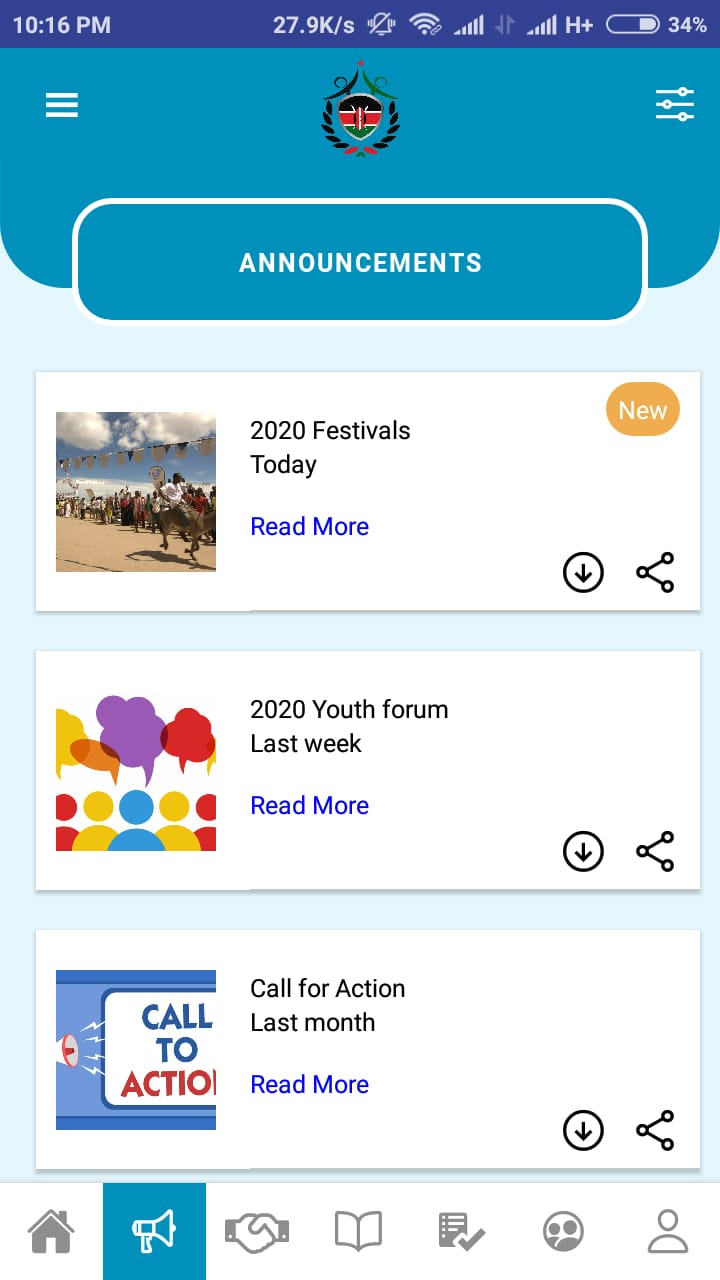 10:16 PM 27.9K/s H+ 34%
ANNOUNCEMENTS
New
2020 Festivals
Today
Read More
2020 Youth forum
Last week
Read More
CALL
TO
ACTIO
Call for Action
Last month
Read More